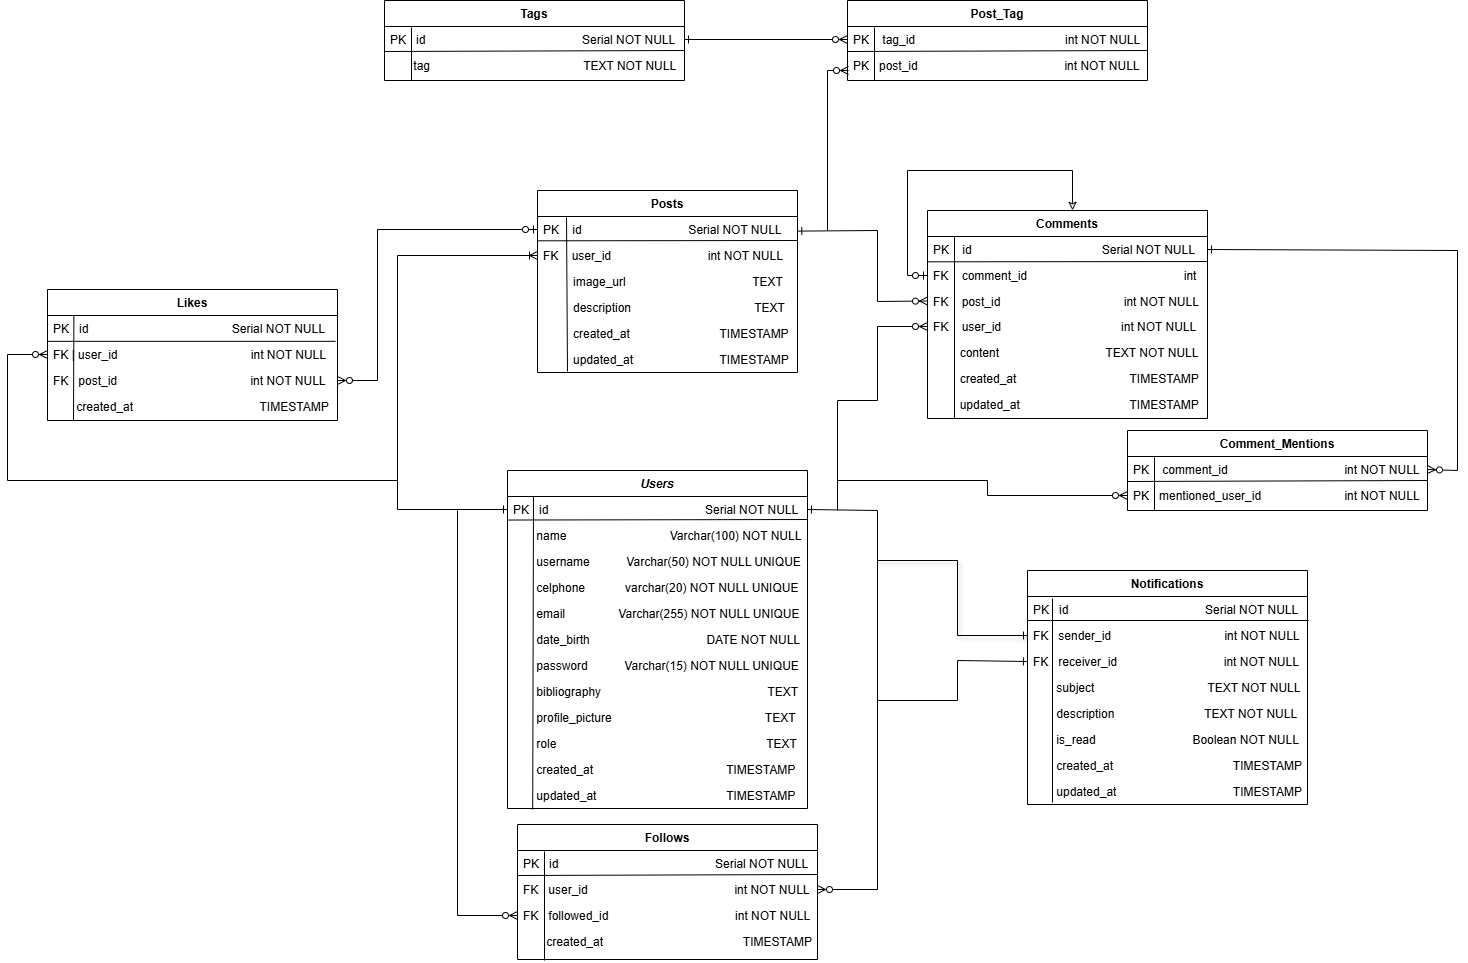 Tags
PK id Serial NOT NULL
tag TEXT NOT NULL
Post_Tag
PK tag_id int NOT NULL
PK post_id int NOT NULL
Posts
PK id Serial NOT NULL
FK user_id int NOT NULL
image_url TEXT
description TEXT
created_at TIMESTAMP
updated_at TIMESTAMP
Comments
PK id Serial NOT NULL
FK comment_id int
FK post_id int NOT NULL
FK user_id int NOT NULL
content TEXT NOT NULL
created_at TIMESTAMP
updated_at TIMESTAMP
Likes
PK id Serial NOT NULL
FK user_id int NOT NULL
FK post_id int NOT NULL
created_at TIMESTAMP
Comment_Mentions
PK comment_id int NOT NULL
PK mentioned_user_id int NOT NULL
Users
PK id Serial NOT NULL
name Varchar(100) NOT NULL
username Varchar(50) NOT NULL UNIQUE
celphone varchar(20) NOT NULL UNIQUE
email Varchar(255) NOT NULL UNIQUE
date_birth DATE NOT NULL
password Varchar(15) NOT NULL UNIQUE
bibliography TEXT
profile_picture TEXT
role TEXT
created_at TIMESTAMP
updated_at TIMESTAMP
Notifications
PK id Serial NOT NULL
FK sender_id int NOT NULL
FK receiver_id int NOT NULL
subject TEXT NOT NULL
description TEXT NOT NULL
is_read Boolean NOT NULL
created_at TIMESTAMP
updated_at TIMESTAMP
Follows
PK id Serial NOT NULL
FK user_id int NOT NULL
FK followed_id int NOT NULL
created_at TIMESTAMP